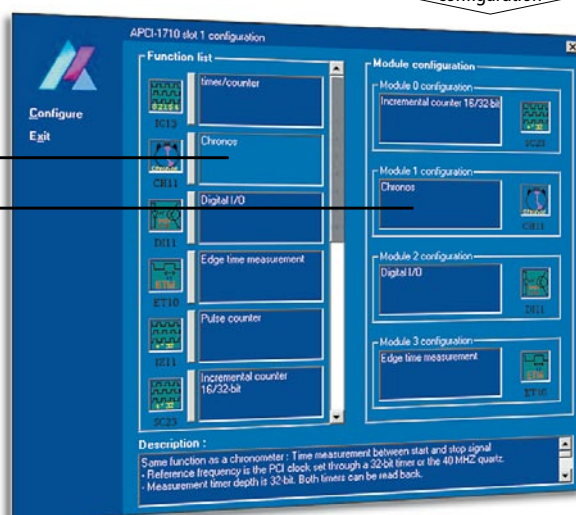 configuration
APCI-1710 slot 1 configuration
Configure
Exit
Function list
timer/counter
Chronos
CH11
Digital I/O
DI11
Edge time measurement
ET10
Pulse counter
Incremental counter
16/32-bit
Module configuration
Module 0 configuration
Incremental counter 16/32-bit
Module 1 configuration
Chronos
CH11
Module 2 configuration
Digital I/O
DI11
Module 3 configuration
Edge time measurement
ET10
Description :
Same function as a chronometer : Time measurement between start and stop signal
- Reference frequency is the PCI clock set through a 32-bit timer or the 40 MHZ quartz.
- Measurement timer depth is 32-bit. Both timers can be read back.